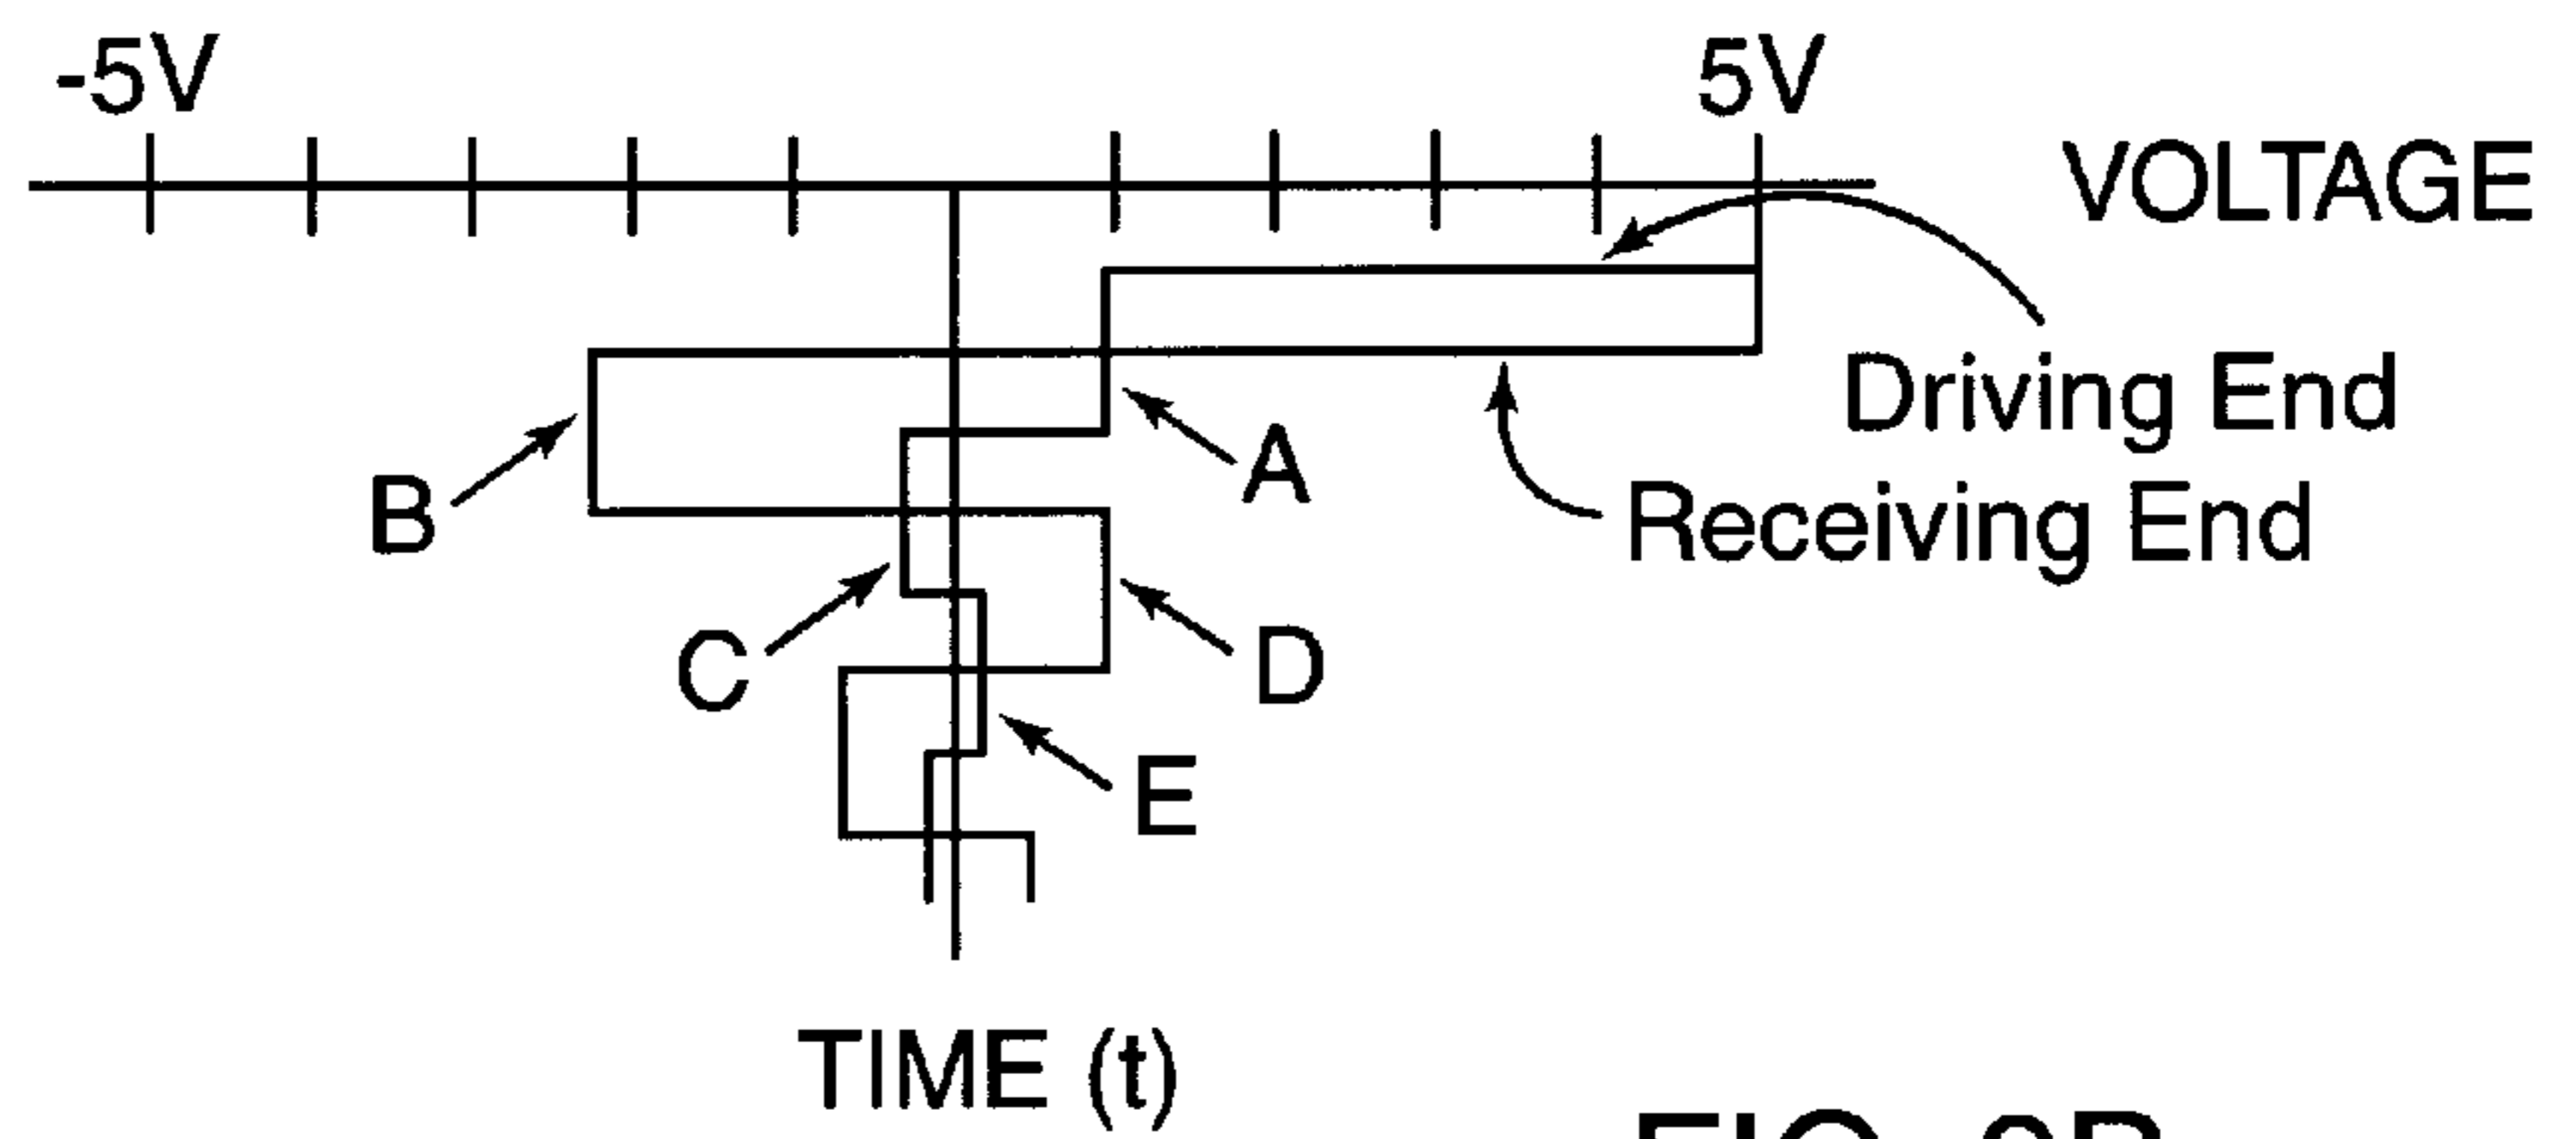 -5V 5V
VOLTAGE
Driving End
A
B
Receiving End
C
D
E
TIME (t)